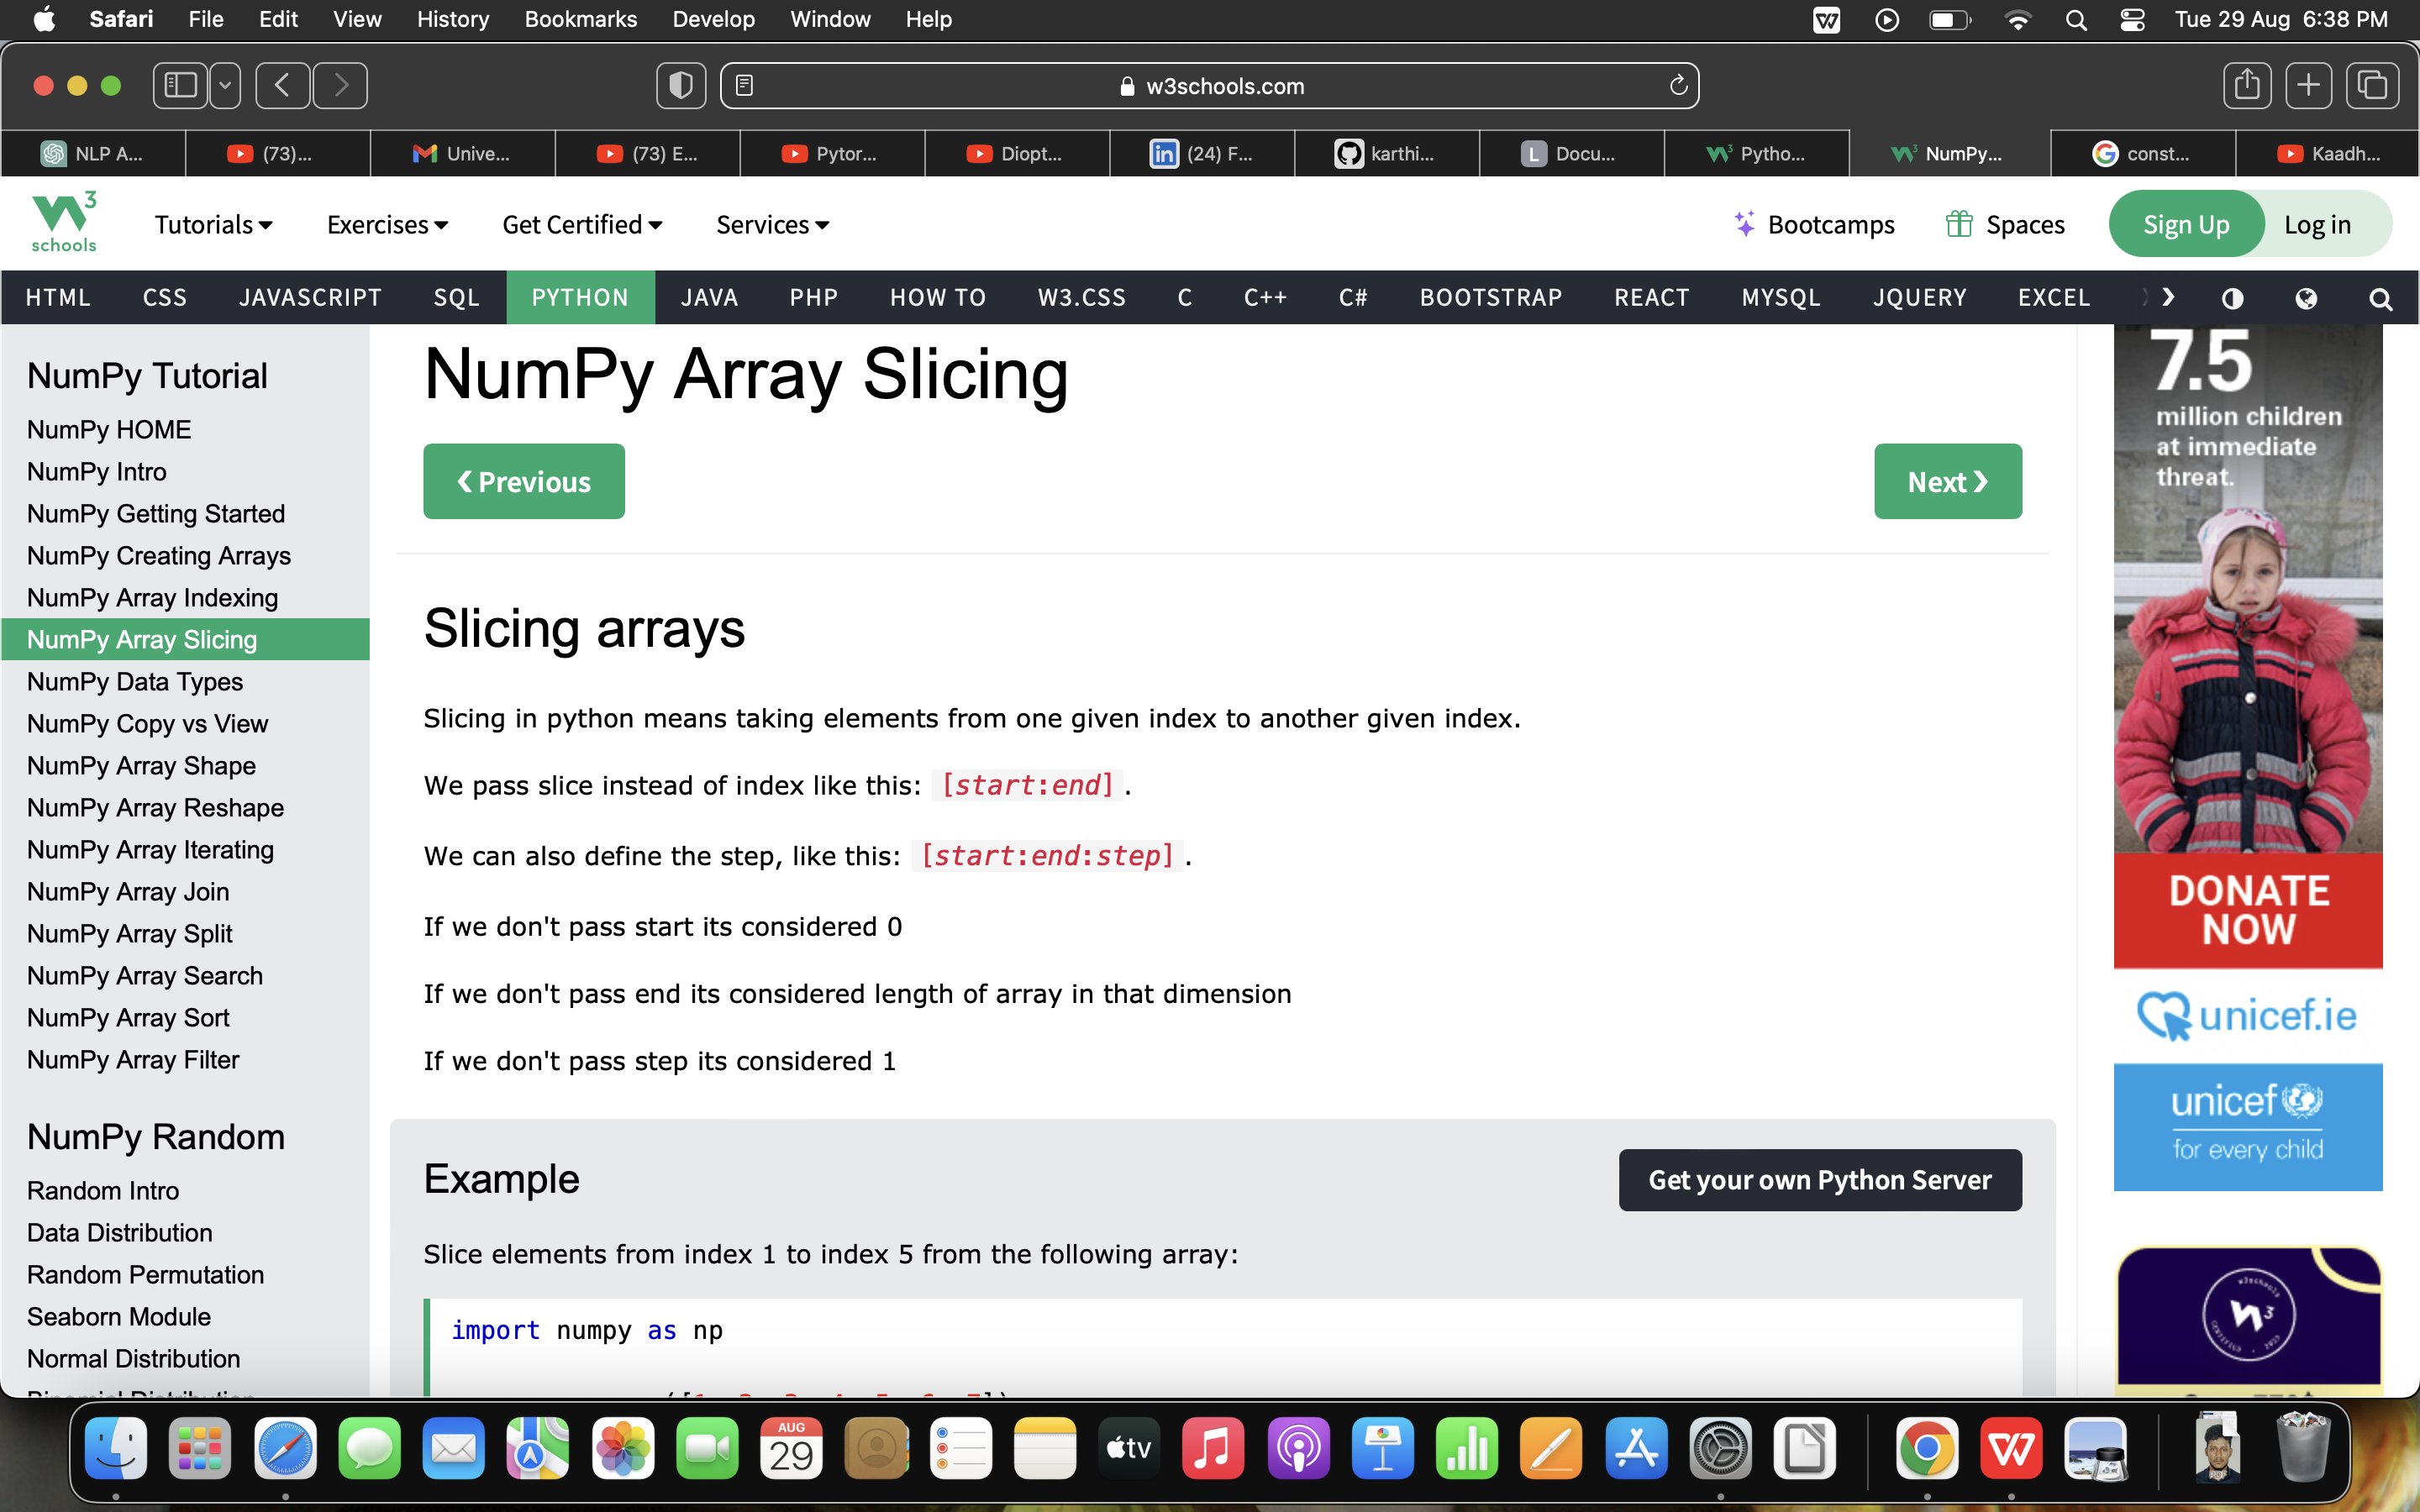 Safari File Edit View History Bookmarks Develop Window Help Tue 29 Aug 6:38 PM
w3schools.com
NLP A... (73)... Unive... (73) E... Pytor... Diopt... (24) F... karthi... Docu... Pytho... NumPy... const... Kaadh...
W3 schools Tutorials Exercises Get Certified Services Bootcamps Spaces Sign Up Log in
HTML CSS JAVASCRIPT SQL PYTHON JAVA PHP HOW TO W3.CSS C C++ C# BOOTSTRAP REACT MYSQL JQUERY EXCEL
NumPy Tutorial
NumPy HOME
NumPy Intro
NumPy Getting Started
NumPy Creating Arrays
NumPy Array Indexing
NumPy Array Slicing
NumPy Data Types
NumPy Copy vs View
NumPy Array Shape
NumPy Array Reshape
NumPy Array Iterating
NumPy Array Join
NumPy Array Split
NumPy Array Search
NumPy Array Sort
NumPy Array Filter
NumPy Random
Random Intro
Data Distribution
Random Permutation
Seaborn Module
Normal Distribution
Binomial Distribution
NumPy Array Slicing
❮ Previous Next ❯
Slicing arrays
Slicing in python means taking elements from one given index to another given index.
We pass slice instead of index like this: [start:end].
We can also define the step, like this: [start:end:step].
If we don't pass start its considered 0
If we don't pass end its considered length of array in that dimension
If we don't pass step its considered 1
Example Get your own Python Server
Slice elements from index 1 to index 5 from the following array:
import numpy as np
7.5
million children
at immediate
threat.
DONATE
NOW
unicef.ie
unicef
for every child
w3schools
CERTIFIED
AUG
29
tv